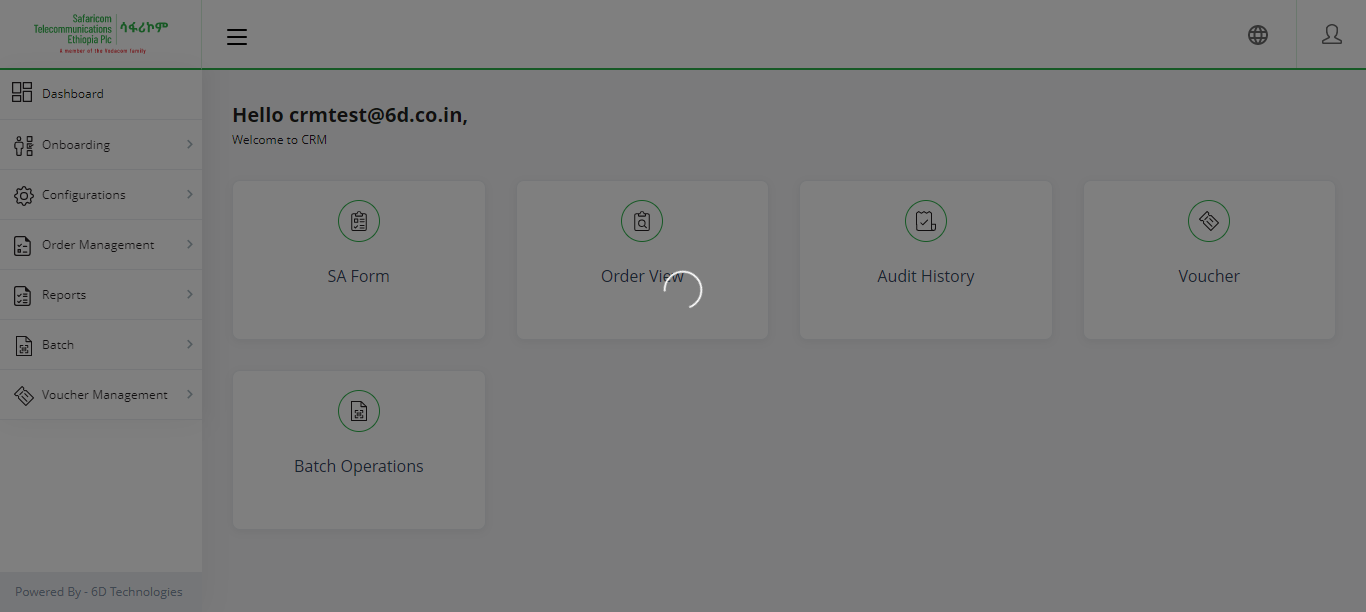 Safaricom
Telecommunications
Ethiopia Plc
ሳፋሪኮም
A member of the Vodacom family
Dashboard
Onboarding
Configurations
Order Management
Reports
Batch
Voucher Management
Powered By - 6D Technologies
Hello crmtest@6d.co.in,
Welcome to CRM
SA Form
Order View
Audit History
Voucher
Batch Operations